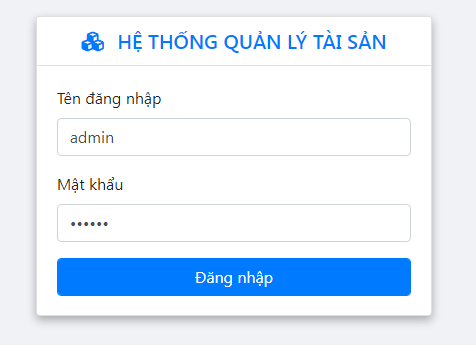 HỆ THỐNG QUẢN LÝ TÀI SẢN
Tên đăng nhập
admin
Mật khẩu
••••••
Đăng nhập